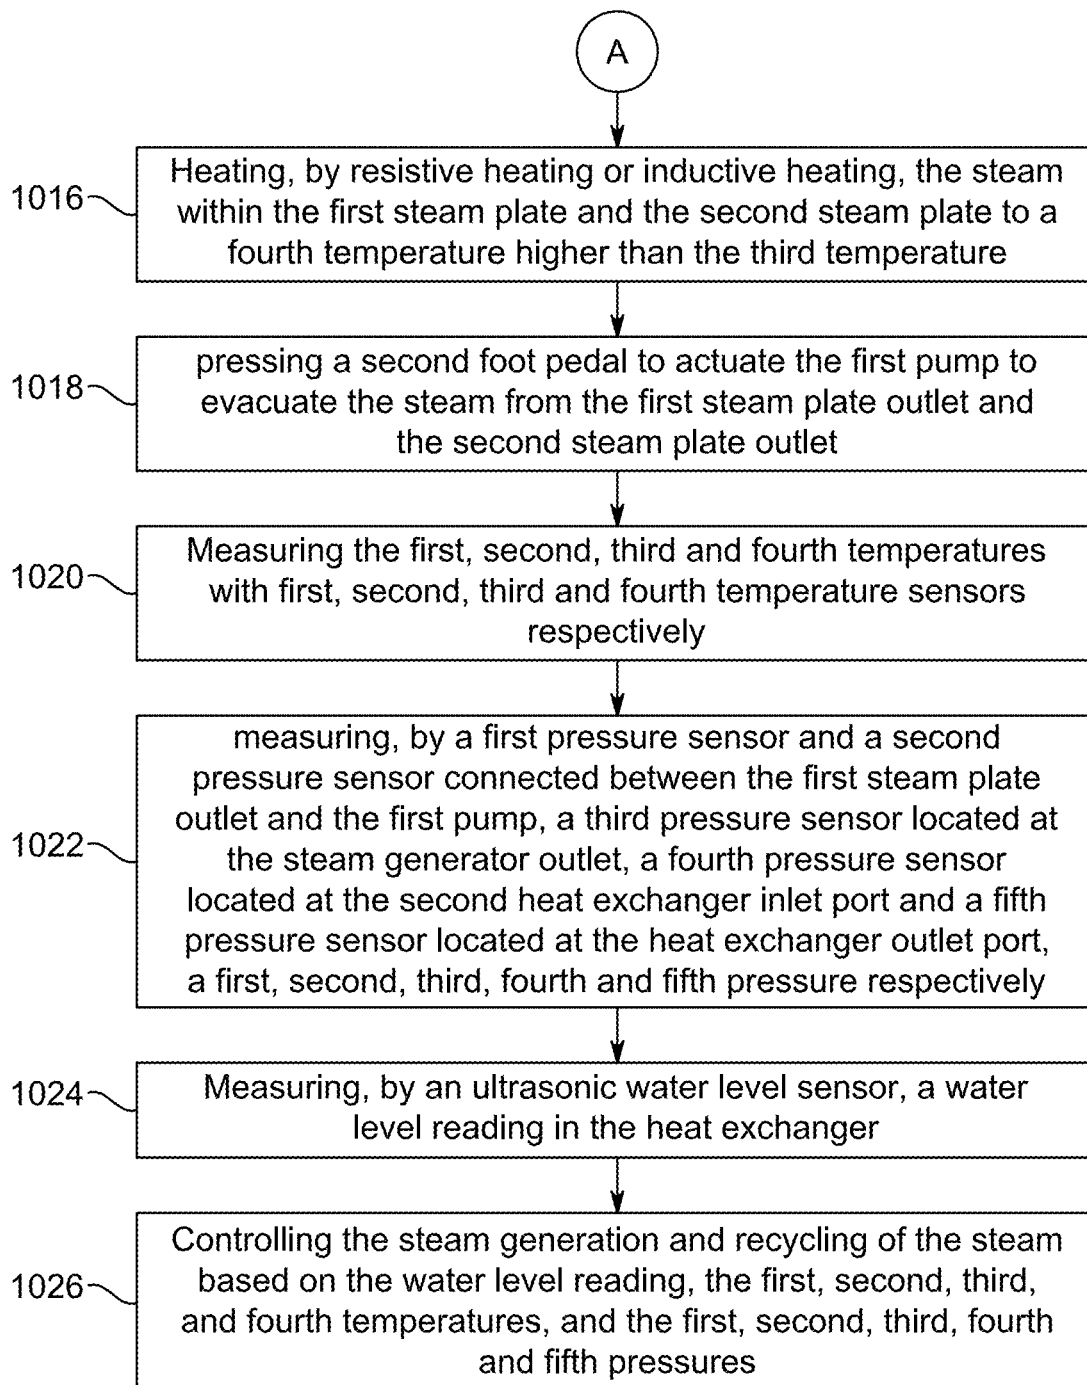 A
Heating, by resistive heating or inductive heating, the steam
within the first steam plate and the second steam plate to a
fourth temperature higher than the third temperature
1016
pressing a second foot pedal to actuate the first pump to
evacuate the steam from the first steam plate outlet and
the second steam plate outlet
1018
Measuring the first, second, third and fourth temperatures
with first, second, third and fourth temperature sensors
respectively
1020
measuring, by a first pressure sensor and a second
pressure sensor connected between the first steam plate
outlet and the first pump, a third pressure sensor located at
the steam generator outlet, a fourth pressure sensor
located at the second heat exchanger inlet port and a fifth
pressure sensor located at the heat exchanger outlet port,
a first, second, third, fourth and fifth pressure respectively
1022
Measuring, by an ultrasonic water level sensor, a water
level reading in the heat exchanger
1024
Controlling the steam generation and recycling of the steam
based on the water level reading, the first, second, third,
and fourth temperatures, and the first, second, third, fourth
and fifth pressures
1026